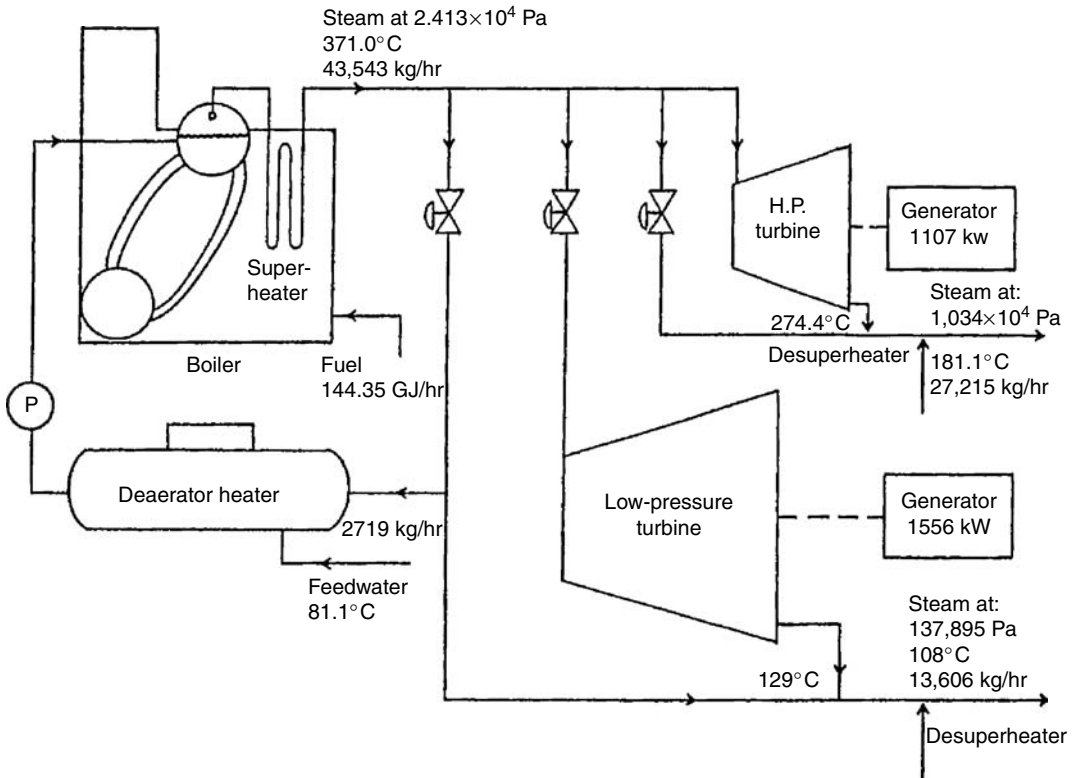 Steam at 2.413×10⁴ Pa
371.0°C
43,543 kg/hr
H.P.
turbine
Generator
1107 kw
Super-
heater
Steam at:
1,034×10⁴ Pa
274.4°C
Desuperheater
181.1°C
27,215 kg/hr
Boiler
Fuel
144.35 GJ/hr
P
Deaerator heater
2719 kg/hr
Low-pressure
turbine
Generator
1556 kW
Feedwater
81.1°C
Steam at:
137,895 Pa
108°C
13,606 kg/hr
129°C
Desuperheater